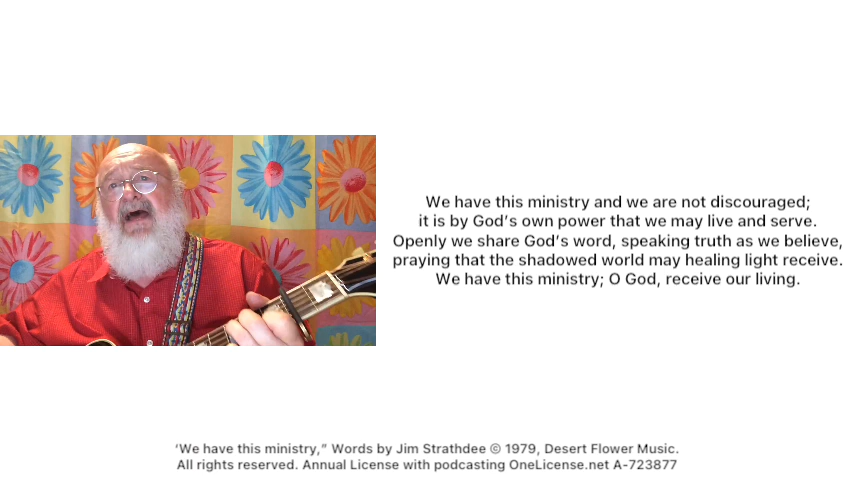 We have this ministry and we are not discouraged;
it is by God's own power that we may live and serve.
Openly we share God's word, speaking truth as we believe,
praying that the shadowed world may healing light receive.
We have this ministry; O God, receive our living.
‘We have this ministry,” Words by Jim Strathdee © 1979, Desert Flower Music.
All rights reserved. Annual License with podcasting OneLicense.net A-723877